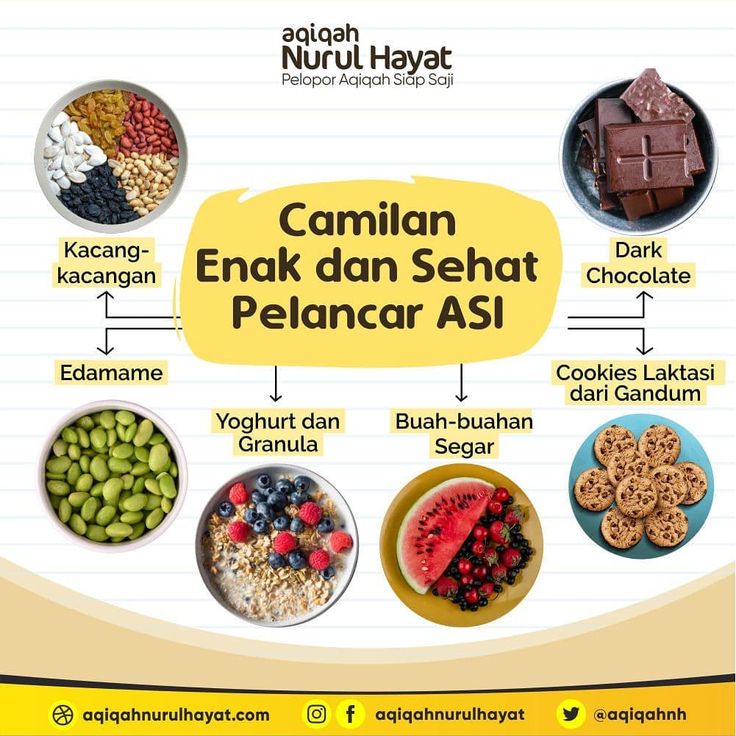 aqiqah
Nurul Hayat
Pelopor Aqiqah Siap Saji
Camilan
Enak dan Sehat
Pelancar ASI
Kacang-
kacangan
Dark
Chocolate
Edamame
Cookies Laktasi
dari Gandum
Yoghurt dan
Granula
Buah-buahan
Segar
aqiqahnurulhayat.com
aqiqahnurulhayat
@aqiqahnh